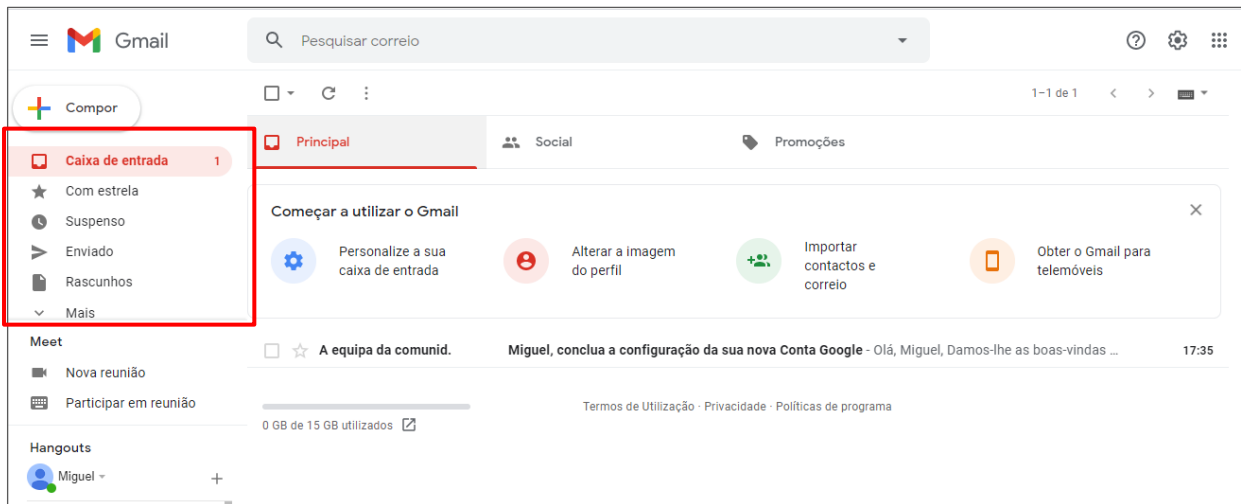 Gmail
Pesquisar correio
Compor
1–1 de 1
Principal
Social
Promoções
Caixa de entrada 1
Com estrela
Suspenso
Enviado
Rascunhos
Mais
Começar a utilizar o Gmail
Personalize a sua
caixa de entrada
Alterar a imagem
do perfil
Importar
contactos e
correio
Obter o Gmail para
telemóveis
A equipa da comunid. Miguel, conclua a configuração da sua nova Conta Google - Olá, Miguel, Damos-lhe as boas-vindas ... 17:35
Meet
Nova reunião
Participar em reunião
0 GB de 15 GB utilizados
Termos de Utilização · Privacidade · Políticas de programa
Hangouts
Miguel